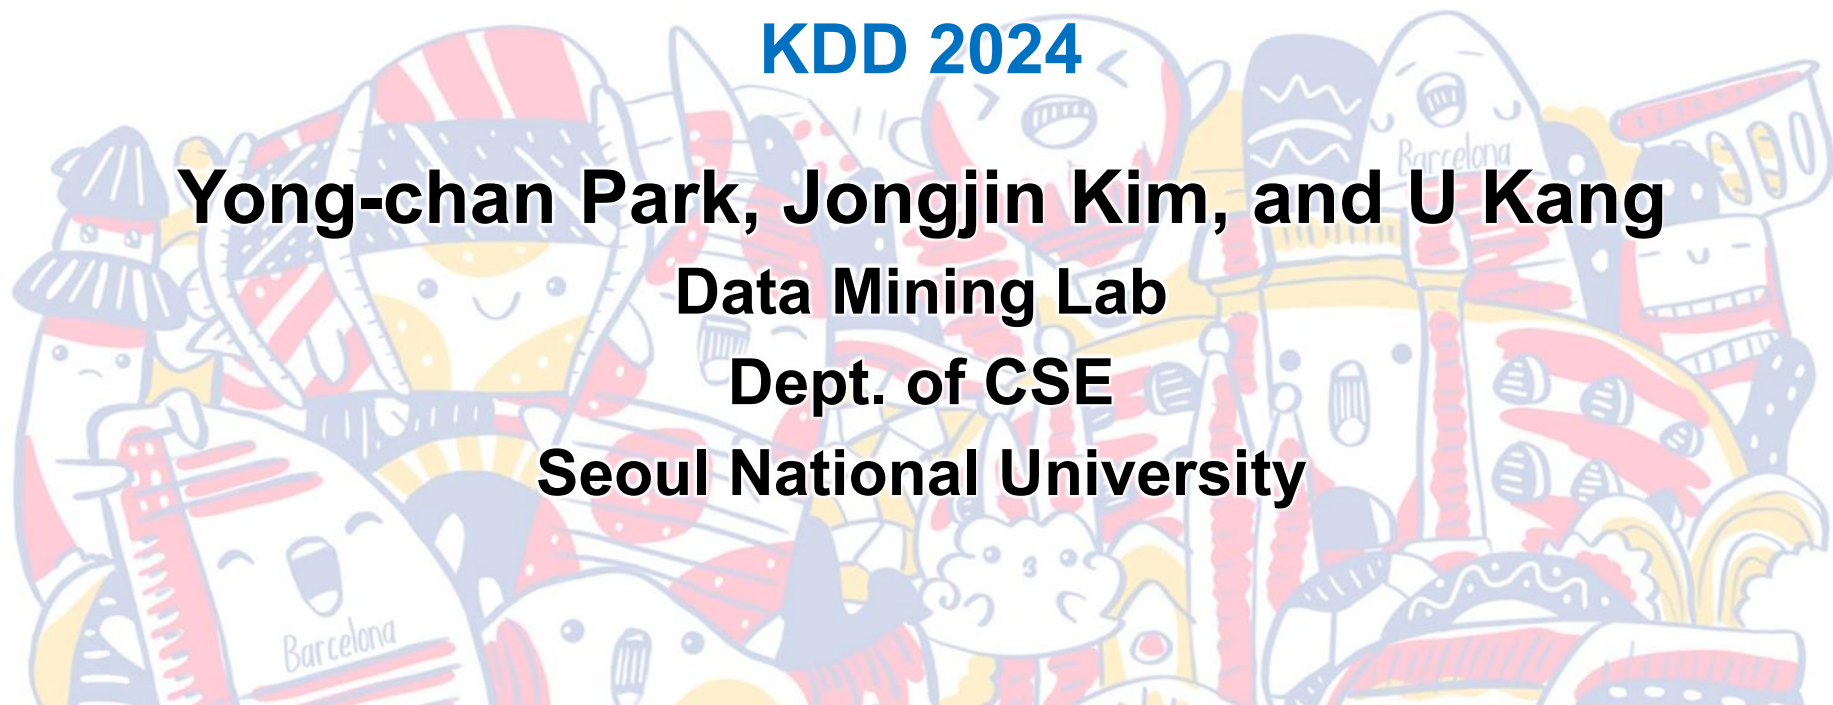 KDD 2024
Barcelona
Yong-chan Park, Jongjin Kim, and U Kang
Data Mining Lab
Dept. of CSE
Seoul National University
Barcelona